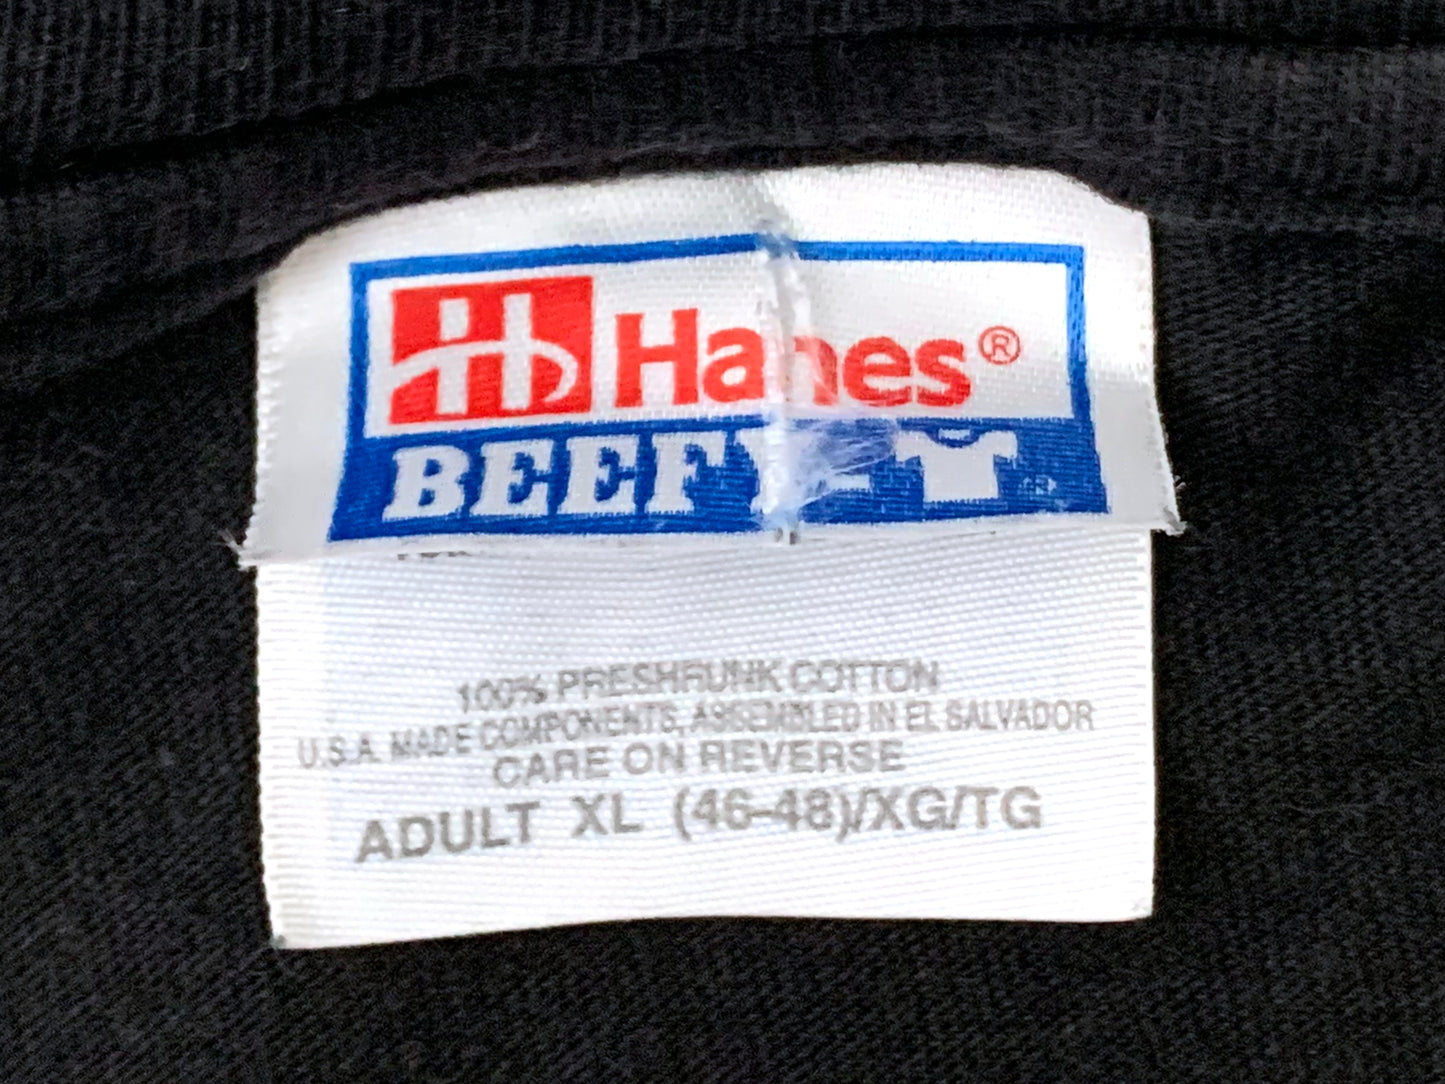 H Hanes®
BEEFY-
100% PRESHRUNK COTTON
U.S.A. MADE COMPONENTS, ASSEMBLED IN EL SALVADOR
CARE ON REVERSE
ADULT XL (46-48)/XG/TG